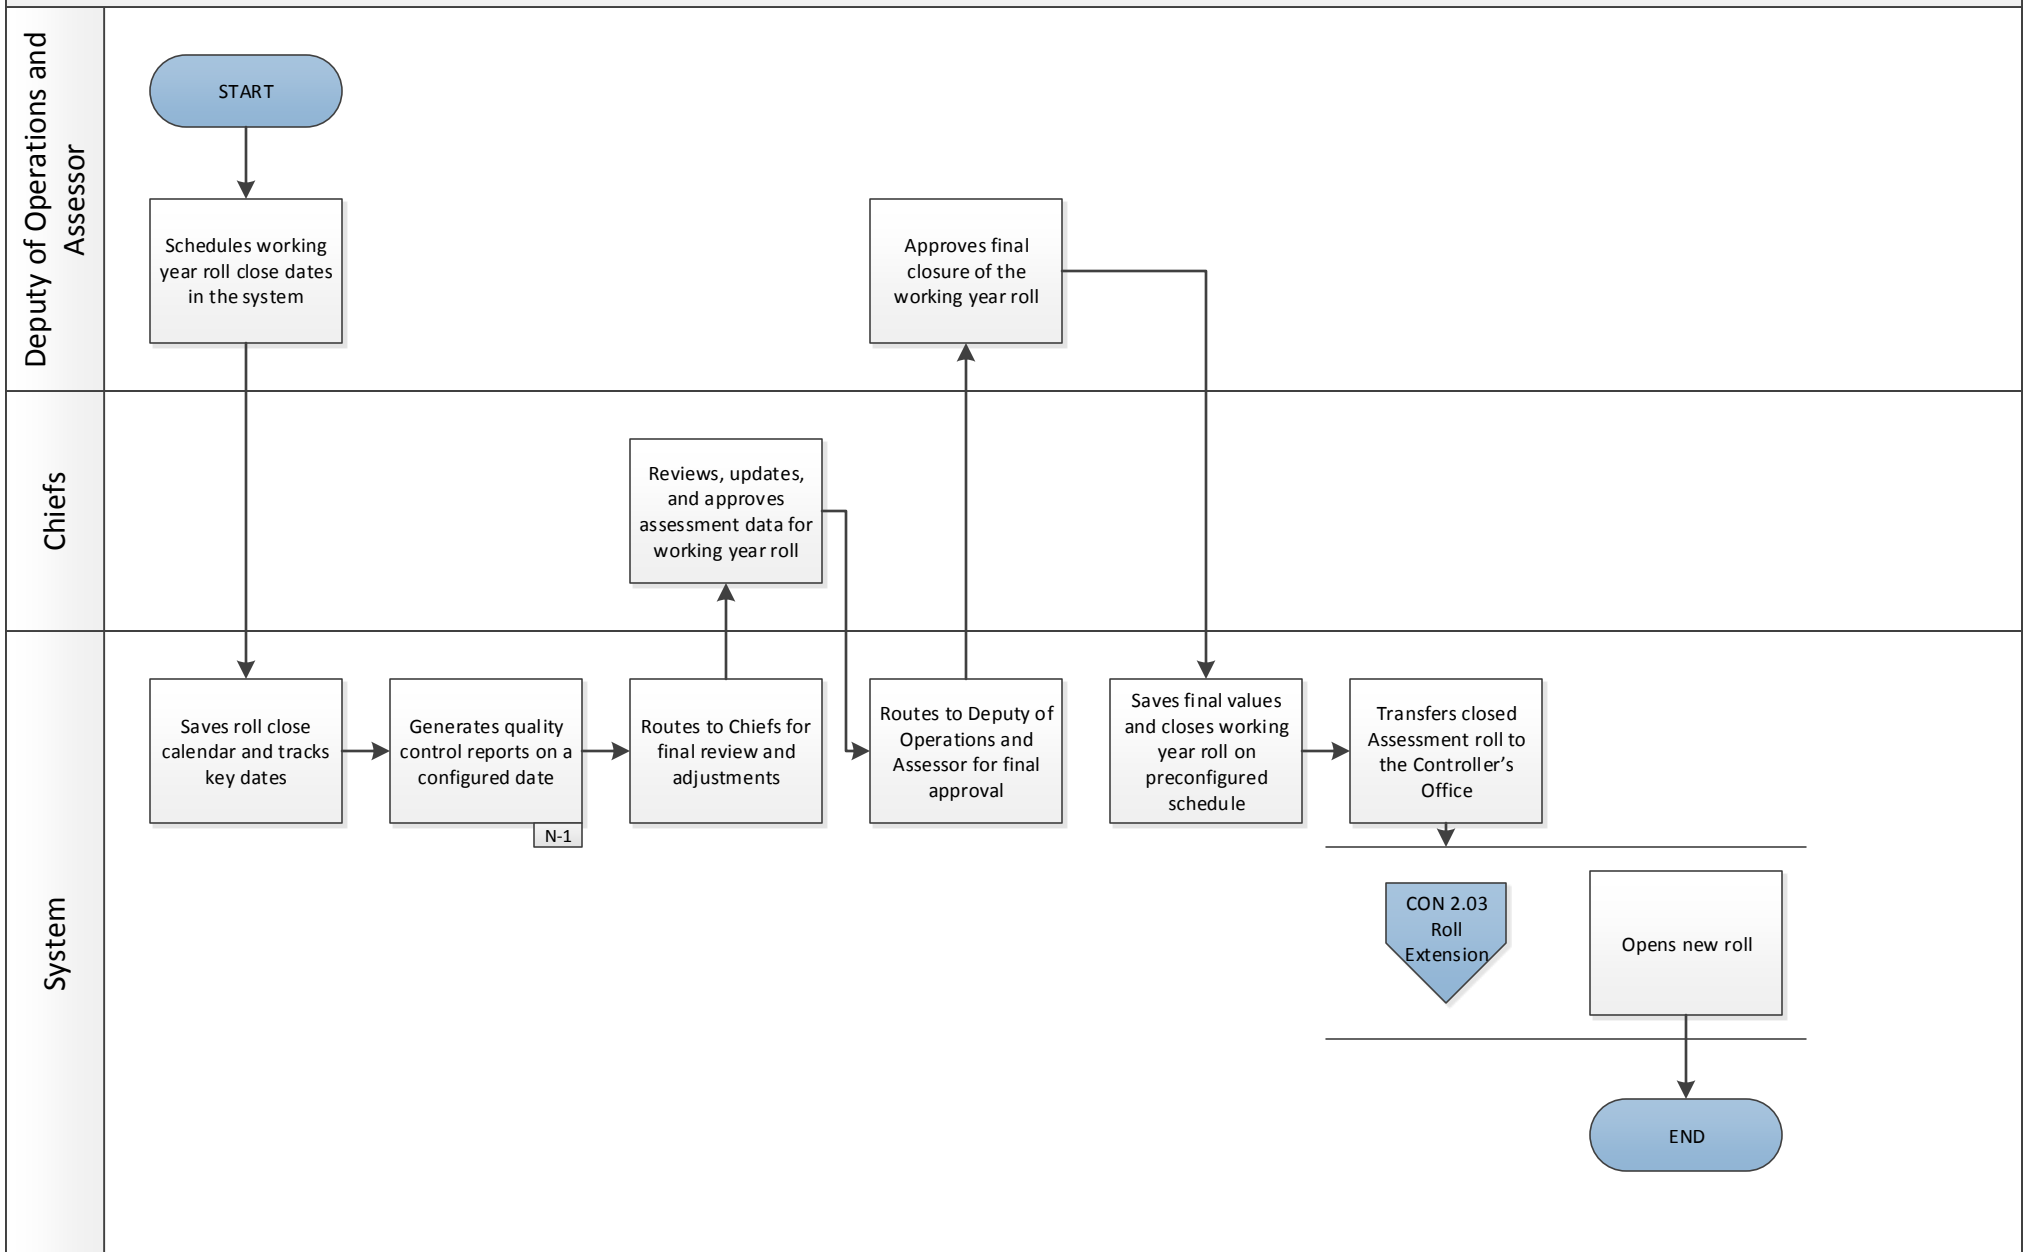 Deputy of Operations and
Assessor
START
Schedules working
year roll close dates
in the system
Approves final
closure of the
working year roll
Chiefs
Reviews, updates,
and approves
assessment data for
working year roll
System
Saves roll close
calendar and tracks
key dates
Generates quality
control reports on a
configured date
N-1
Routes to Chiefs for
final review and
adjustments
Routes to Deputy of
Operations and
Assessor for final
approval
Saves final values
and closes working
year roll on
preconfigured
schedule
Transfers closed
Assessment roll to
the Controller’s
Office
CON 2.03
Roll
Extension
Opens new roll
END